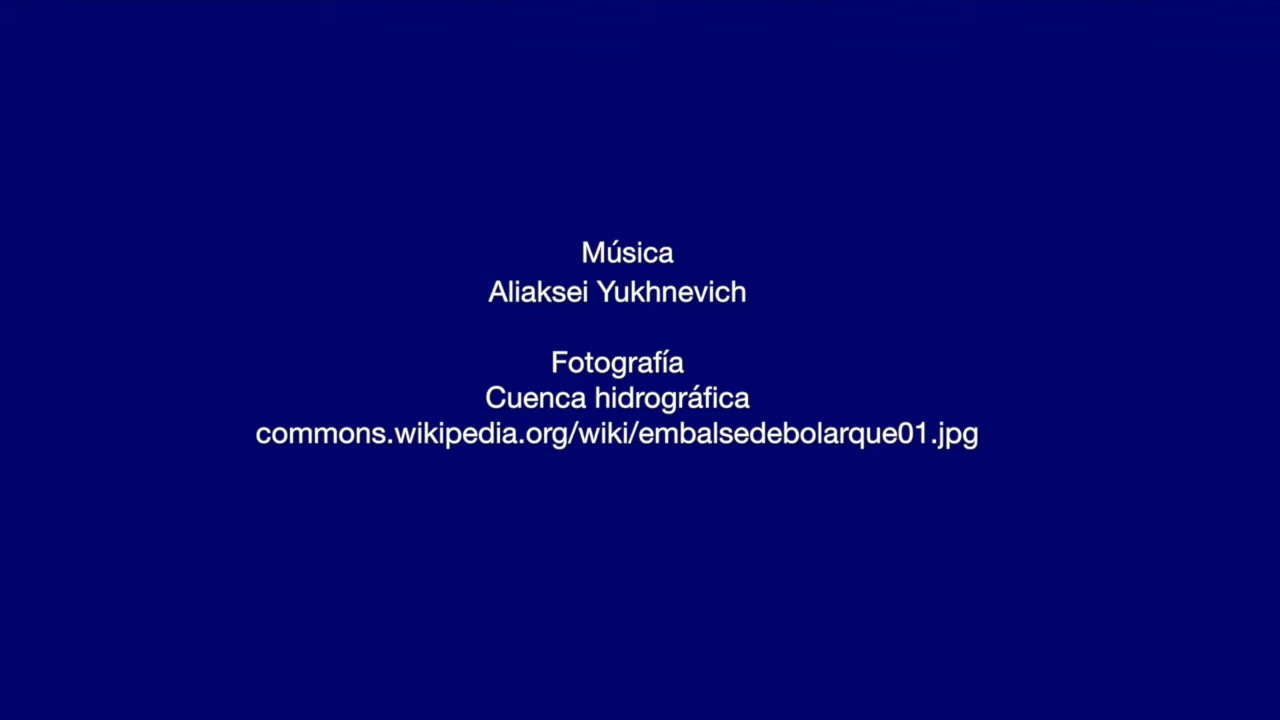 Música
Aliaksei Yukhnevich
Fotografía
Cuenca hidrográfica
commons.wikipedia.org/wiki/embalsedebolarque01.jpg